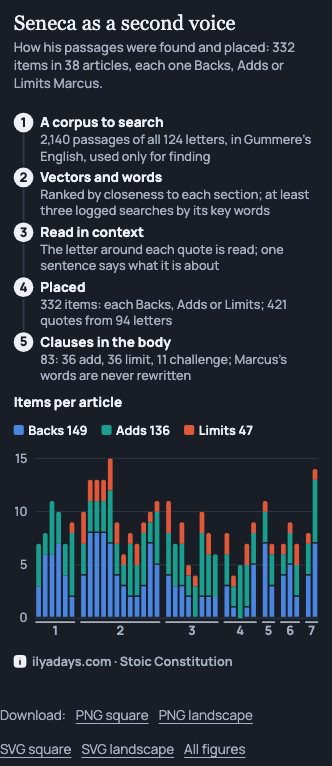 Seneca as a second voice
How his passages were found and placed: 332
items in 38 articles, each one Backs, Adds or
Limits Marcus.
1 A corpus to search
2,140 passages of all 124 letters, in Gummere's
English, used only for finding
2 Vectors and words
Ranked by closeness to each section; at least
three logged searches by its key words
3 Read in context
The letter around each quote is read; one
sentence says what it is about
4 Placed
332 items: each Backs, Adds or Limits; 421
quotes from 94 letters
5 Clauses in the body
83: 36 add, 36 limit, 11 challenge; Marcus's
words are never rewritten
Items per article
Backs 149 Adds 136 Limits 47
15
10
5
0
1 2 3 4 5 6 7
i ilyadays.com · Stoic Constitution
Download: PNG square PNG landscape
SVG square SVG landscape All figures